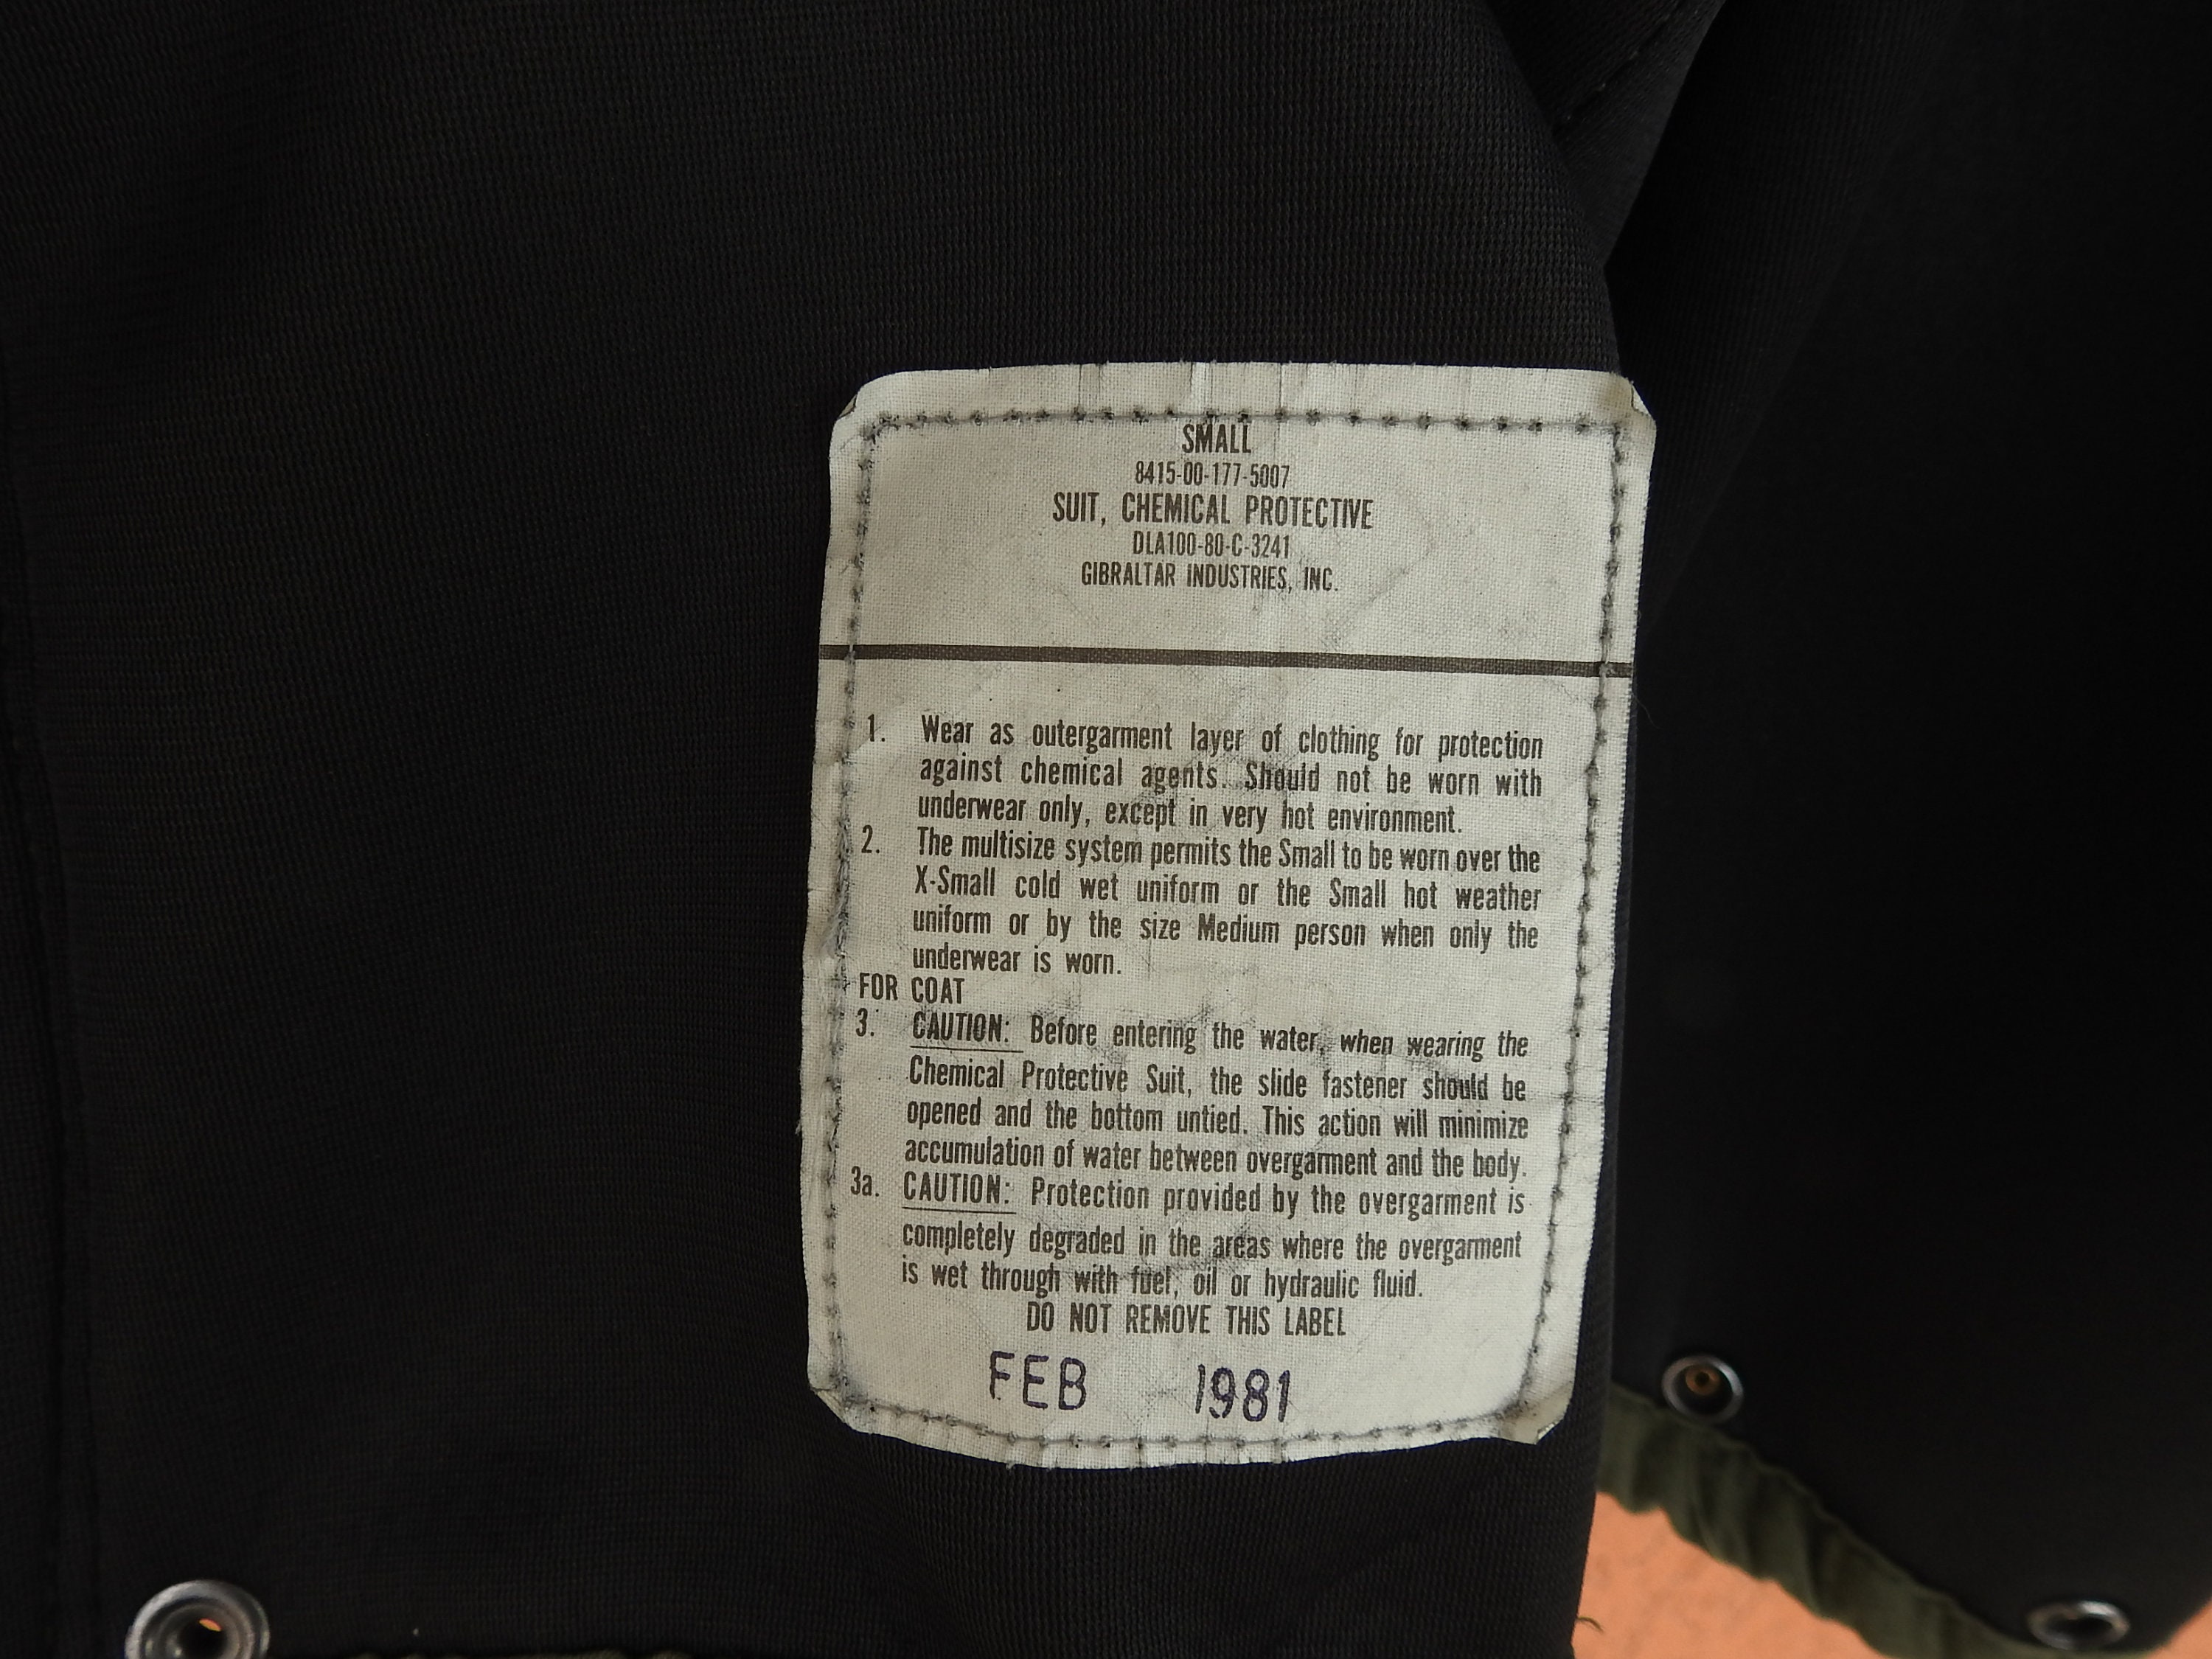 SMALL
8415-00-177-5007
SUIT, CHEMICAL PROTECTIVE
DLA100-80-C-3241
GIBRALTAR INDUSTRIES, INC.
1. Wear as outergarment layer of clothing for protection
against chemical agents. Should not be worn with
underwear only, except in very hot environment.
2. The multisize system permits the Small to be worn over the
X-Small cold wet uniform or the Small hot weather
uniform or by the size Medium person when only the
underwear is worn.
FOR COAT
3. CAUTION: Before entering the water, when wearing the
Chemical Protective Suit, the slide fastener should be
opened and the bottom untied. This action will minimize
accumulation of water between overgarment and the body.
3a. CAUTION: Protection provided by the overgarment is
completely degraded in the areas where the overgarment
is wet through with fuel, oil or hydraulic fluid.
DO NOT REMOVE THIS LABEL
FEB 1981